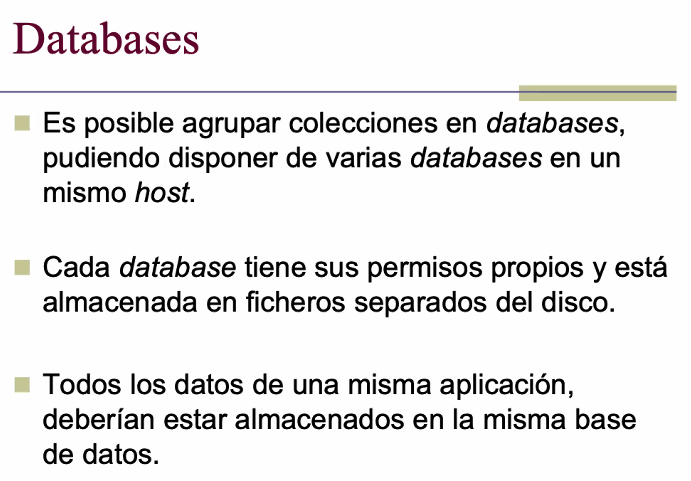 Databases
Es posible agrupar colecciones en databases,
pudiendo disponer de varias databases en un
mismo host.
Cada database tiene sus permisos propios y está
almacenada en ficheros separados del disco.
Todos los datos de una misma aplicación,
deberían estar almacenados en la misma base
de datos.